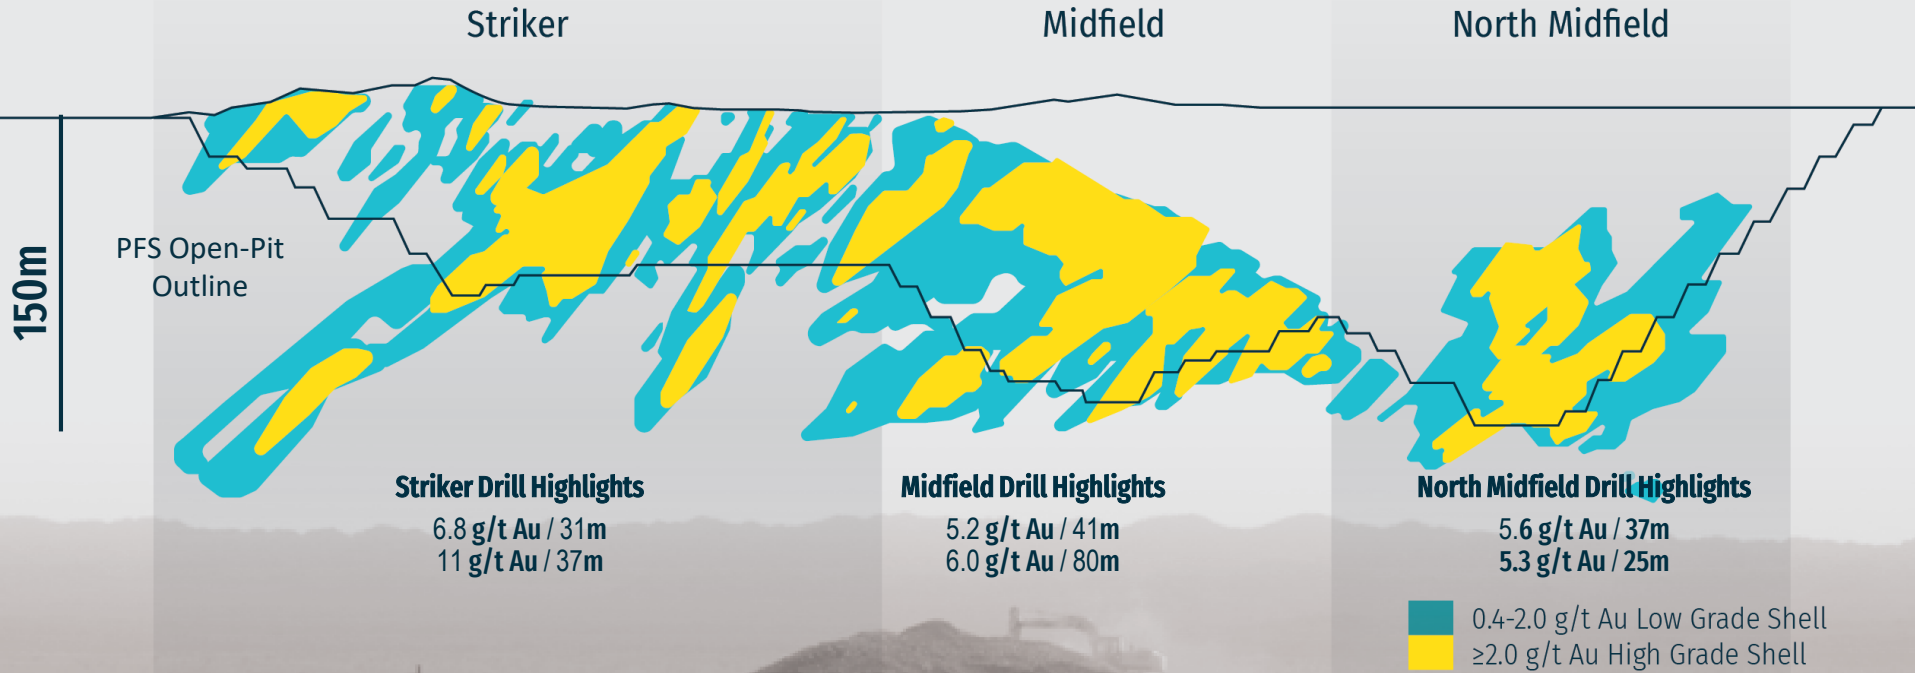 Striker
Midfield
North Midfield
PFS Open-Pit
Outline
150m
Striker Drill Highlights
6.8 g/t Au / 31m
11 g/t Au / 37m
Midfield Drill Highlights
5.2 g/t Au / 41m
6.0 g/t Au / 80m
North Midfield Drill Highlights
5.6 g/t Au / 37m
5.3 g/t Au / 25m
0.4-2.0 g/t Au Low Grade Shell
≥2.0 g/t Au High Grade Shell